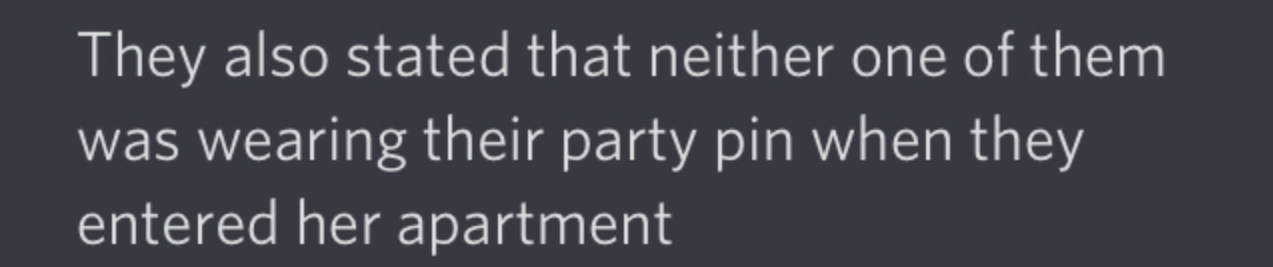 They also stated that neither one of them
was wearing their party pin when they
entered her apartment